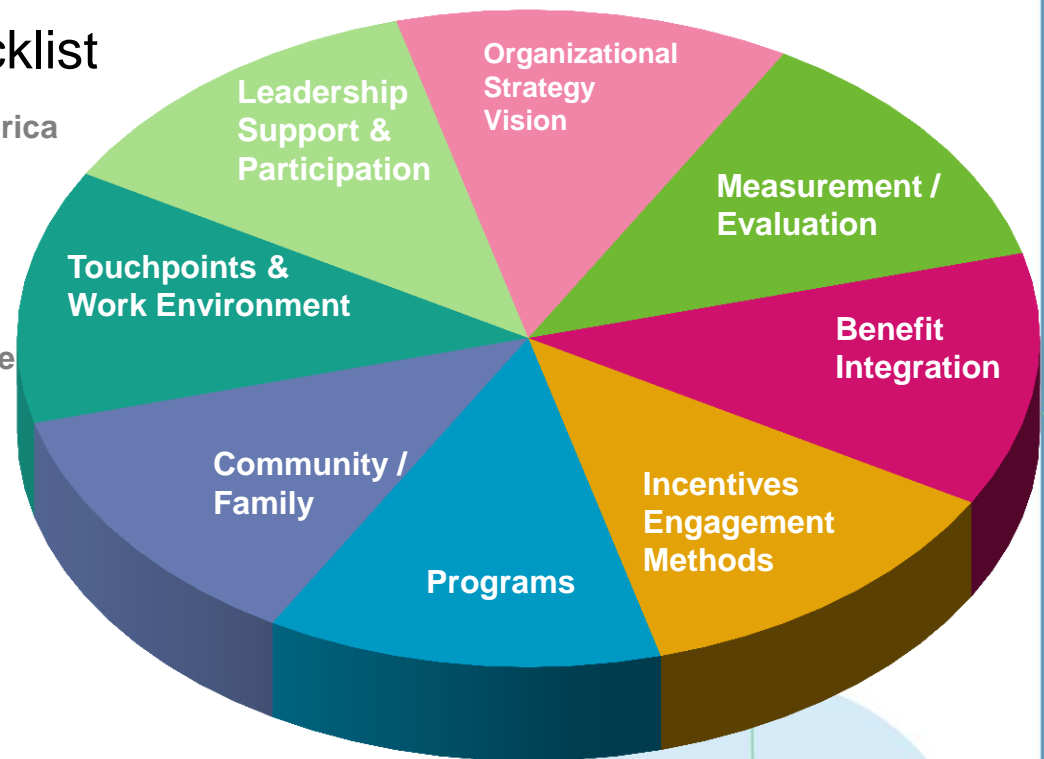 cklist
rica
e
Organizational
Strategy
Vision
Leadership
Support &
Participation
Measurement /
Evaluation
Touchpoints &
Work Environment
Benefit
Integration
Community /
Family
Incentives
Engagement
Methods
Programs